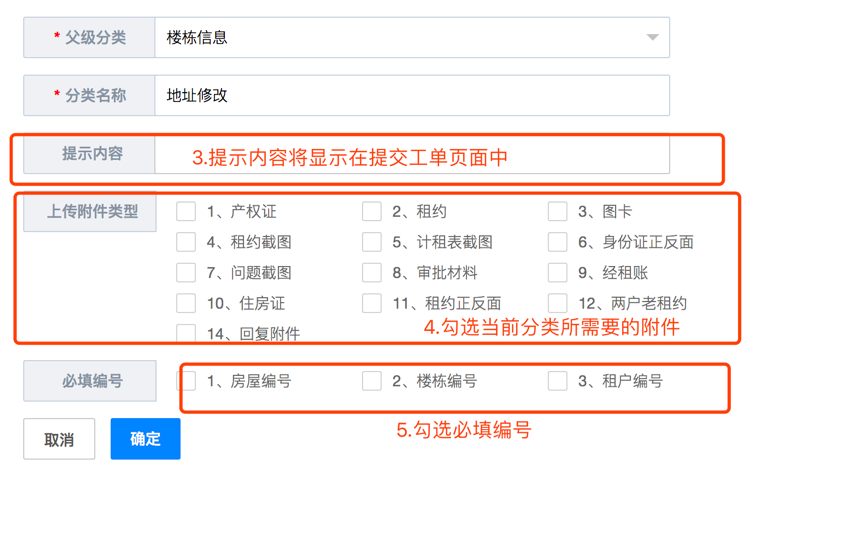 * 父级分类 楼栋信息
* 分类名称 地址修改
提示内容 3.提示内容将显示在提交工单页面中
上传附件类型 1、产权证 2、租约 3、图卡
4、租约截图 5、计租表截图 6、身份证正反面
7、问题截图 8、审批材料 9、经租账
10、住房证 11、租约正反面 12、两户老租约
14、回复附件 4.勾选当前分类所需要的附件
必填编号 1、房屋编号 2、楼栋编号 3、租户编号
取消 确定 5.勾选必填编号